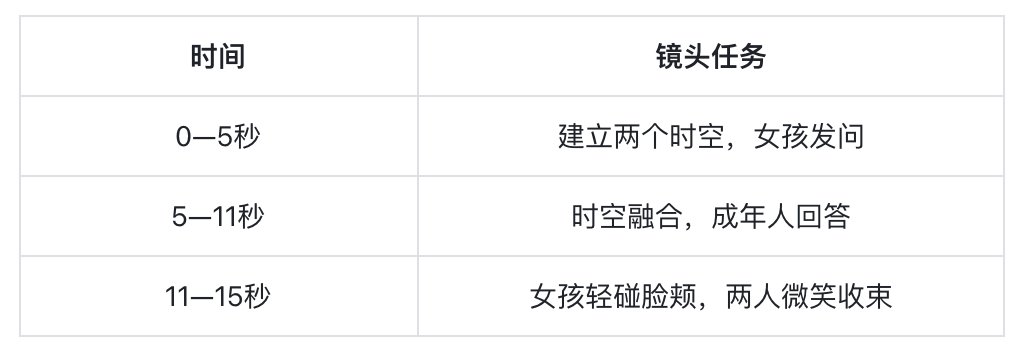 时间 镜头任务
0—5秒 建立两个时空，女孩发问
5—11秒 时空融合，成年人回答
11—15秒 女孩轻碰脸颊，两人微笑收束